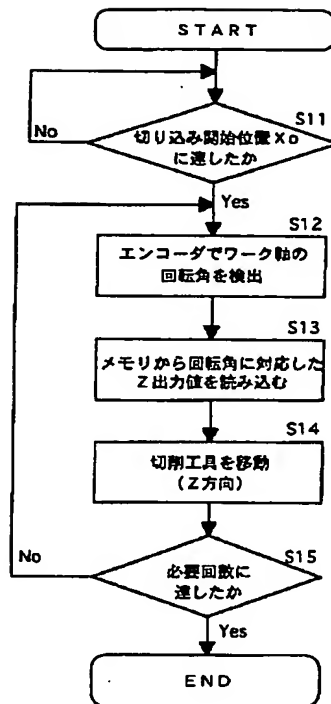 START
S11
No
切り込み開始位置Xo
に達したか
Yes
S12
エンコーダでワーク軸の
回転角を検出
S13
メモリから回転角に対応した
Z出力値を読み込む
S14
切削工具を移動
(Z方向)
No
S15
必要回数に
達したか
Yes
END